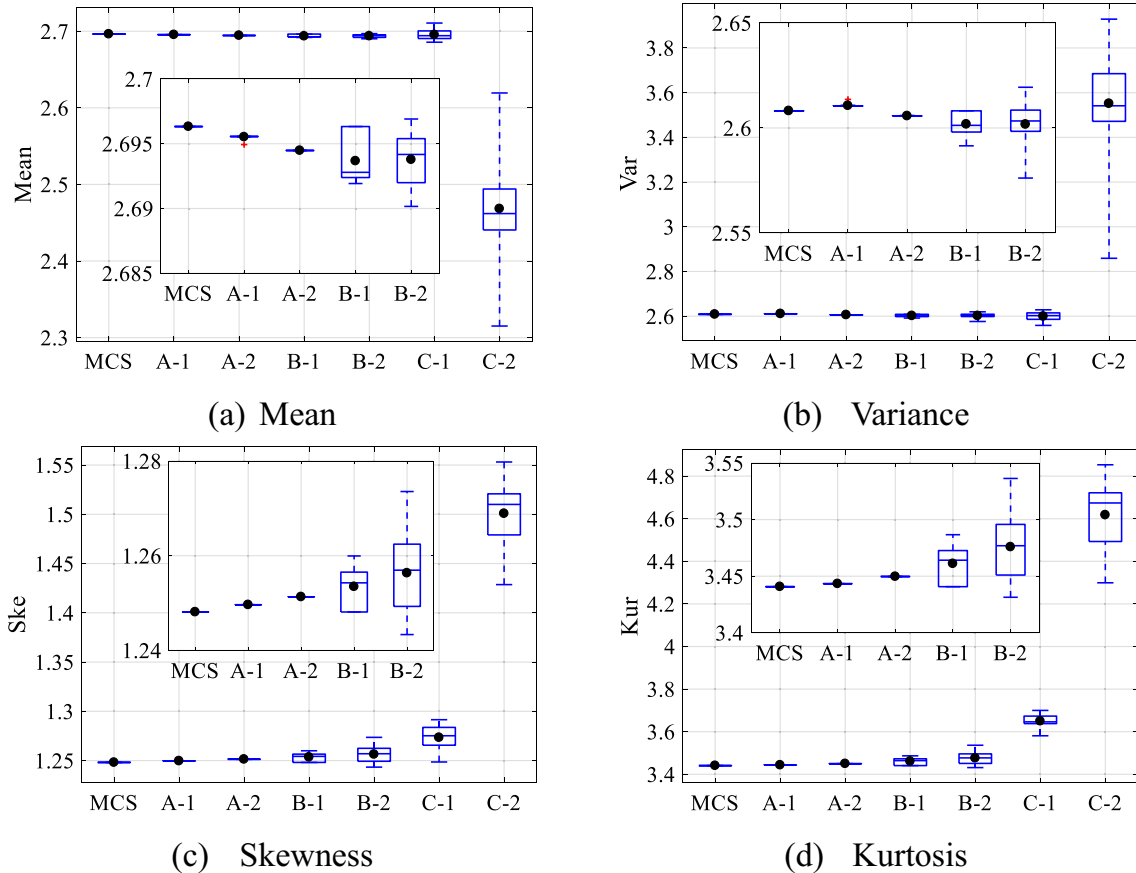 2.7
2.6
2.5
2.4
2.3
Mean
2.7
2.695
2.69
2.685
MCS A-1 A-2 B-1 B-2
MCS A-1 A-2 B-1 B-2 C-1 C-2
(a) Mean
3.8
3.6
3.4
3.2
3
2.8
2.6
Var
2.65
2.6
2.55
MCS A-1 A-2 B-1 B-2
MCS A-1 A-2 B-1 B-2 C-1 C-2
(b) Variance
1.55
1.5
1.45
1.4
1.35
1.3
1.25
Ske
1.28
1.26
1.24
MCS A-1 A-2 B-1 B-2
MCS A-1 A-2 B-1 B-2 C-1 C-2
(c) Skewness
4.8
4.6
4.4
4.2
4
3.8
3.6
3.4
Kur
3.55
3.5
3.45
3.4
MCS A-1 A-2 B-1 B-2
MCS A-1 A-2 B-1 B-2 C-1 C-2
(d) Kurtosis